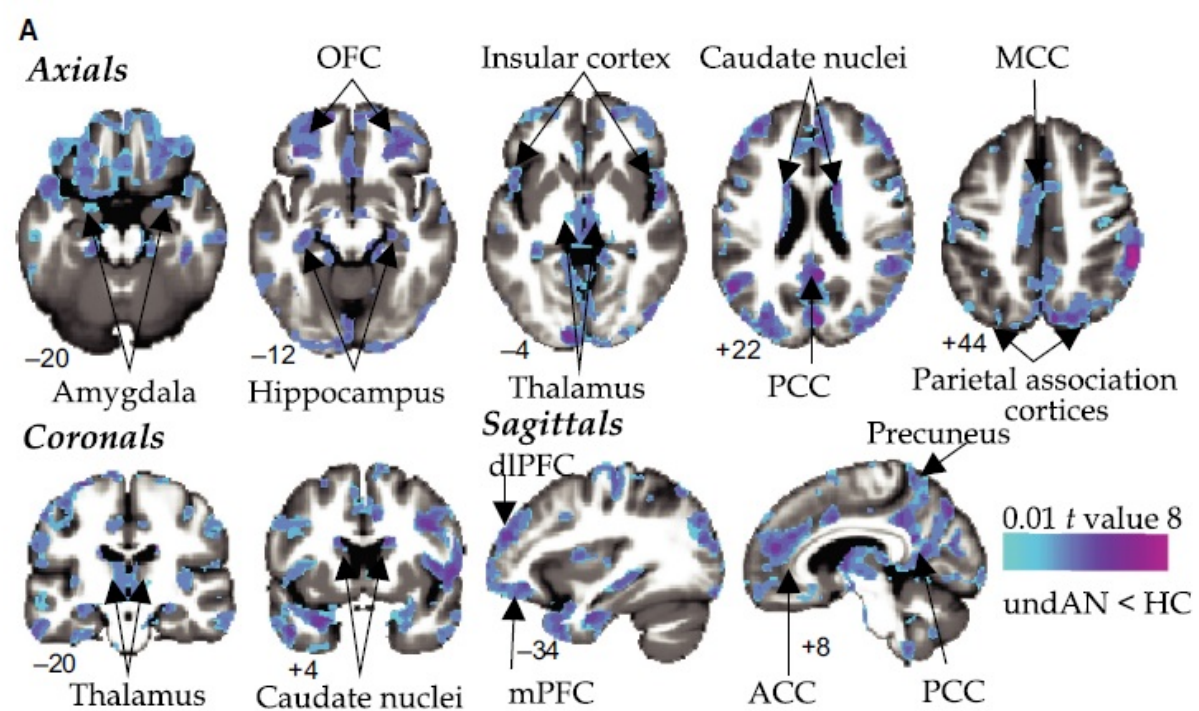 A
Axials
OFC
Insular cortex
Caudate nuclei
MCC
–20
–12
–4
+22
+44
Amygdala
Hippocampus
Thalamus
PCC
Parietal association
cortices
Coronals
Sagittals
dlPFC
Precuneus
0.01 t value 8
undAN < HC
–20
+4
–34
+8
Thalamus
Caudate nuclei
mPFC
ACC
PCC